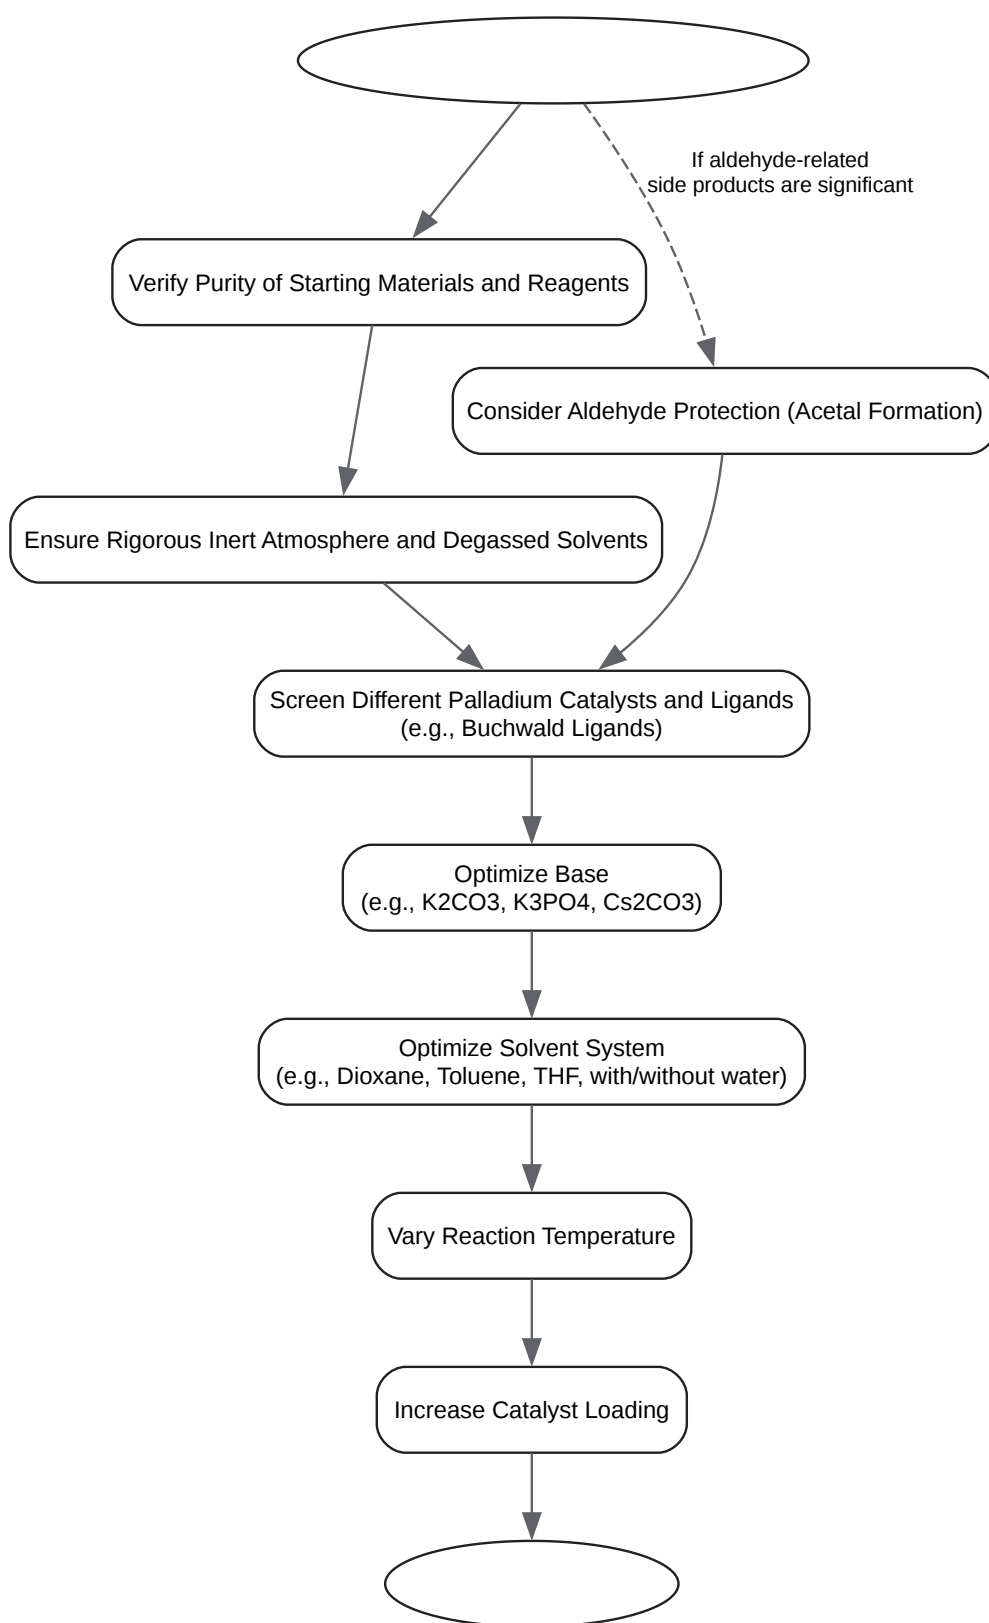 If aldehyde-related
side products are significant
Verify Purity of Starting Materials and Reagents
Consider Aldehyde Protection (Acetal Formation)
Ensure Rigorous Inert Atmosphere and Degassed Solvents
Screen Different Palladium Catalysts and Ligands
(e.g., Buchwald Ligands)
Optimize Base
(e.g., K2CO3, K3PO4, Cs2CO3)
Optimize Solvent System
(e.g., Dioxane, Toluene, THF, with/without water)
Vary Reaction Temperature
Increase Catalyst Loading